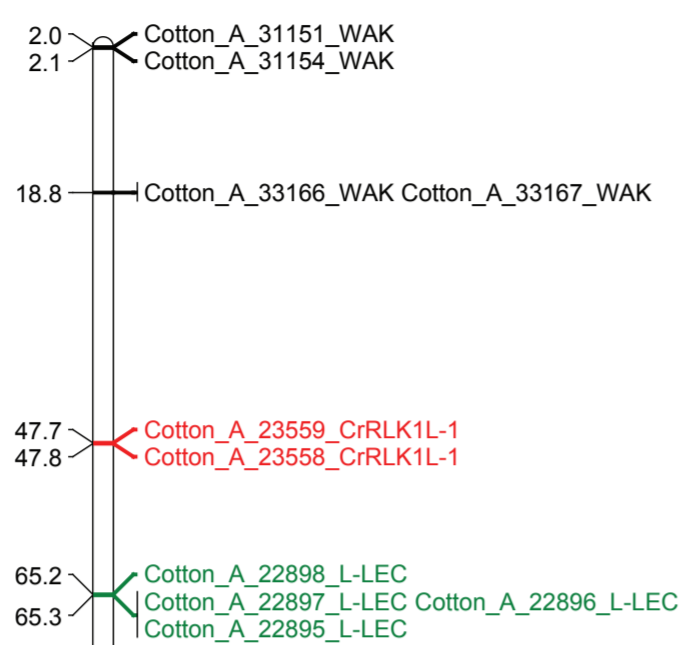 2.0 Cotton_A_31151_WAK
2.1 Cotton_A_31154_WAK
18.8 Cotton_A_33166_WAK Cotton_A_33167_WAK
47.7 Cotton_A_23559_CrRLK1L-1
47.8 Cotton_A_23558_CrRLK1L-1
65.2 Cotton_A_22898_L-LEC
65.3 Cotton_A_22897_L-LEC Cotton_A_22896_L-LEC
Cotton_A_22895_L-LEC